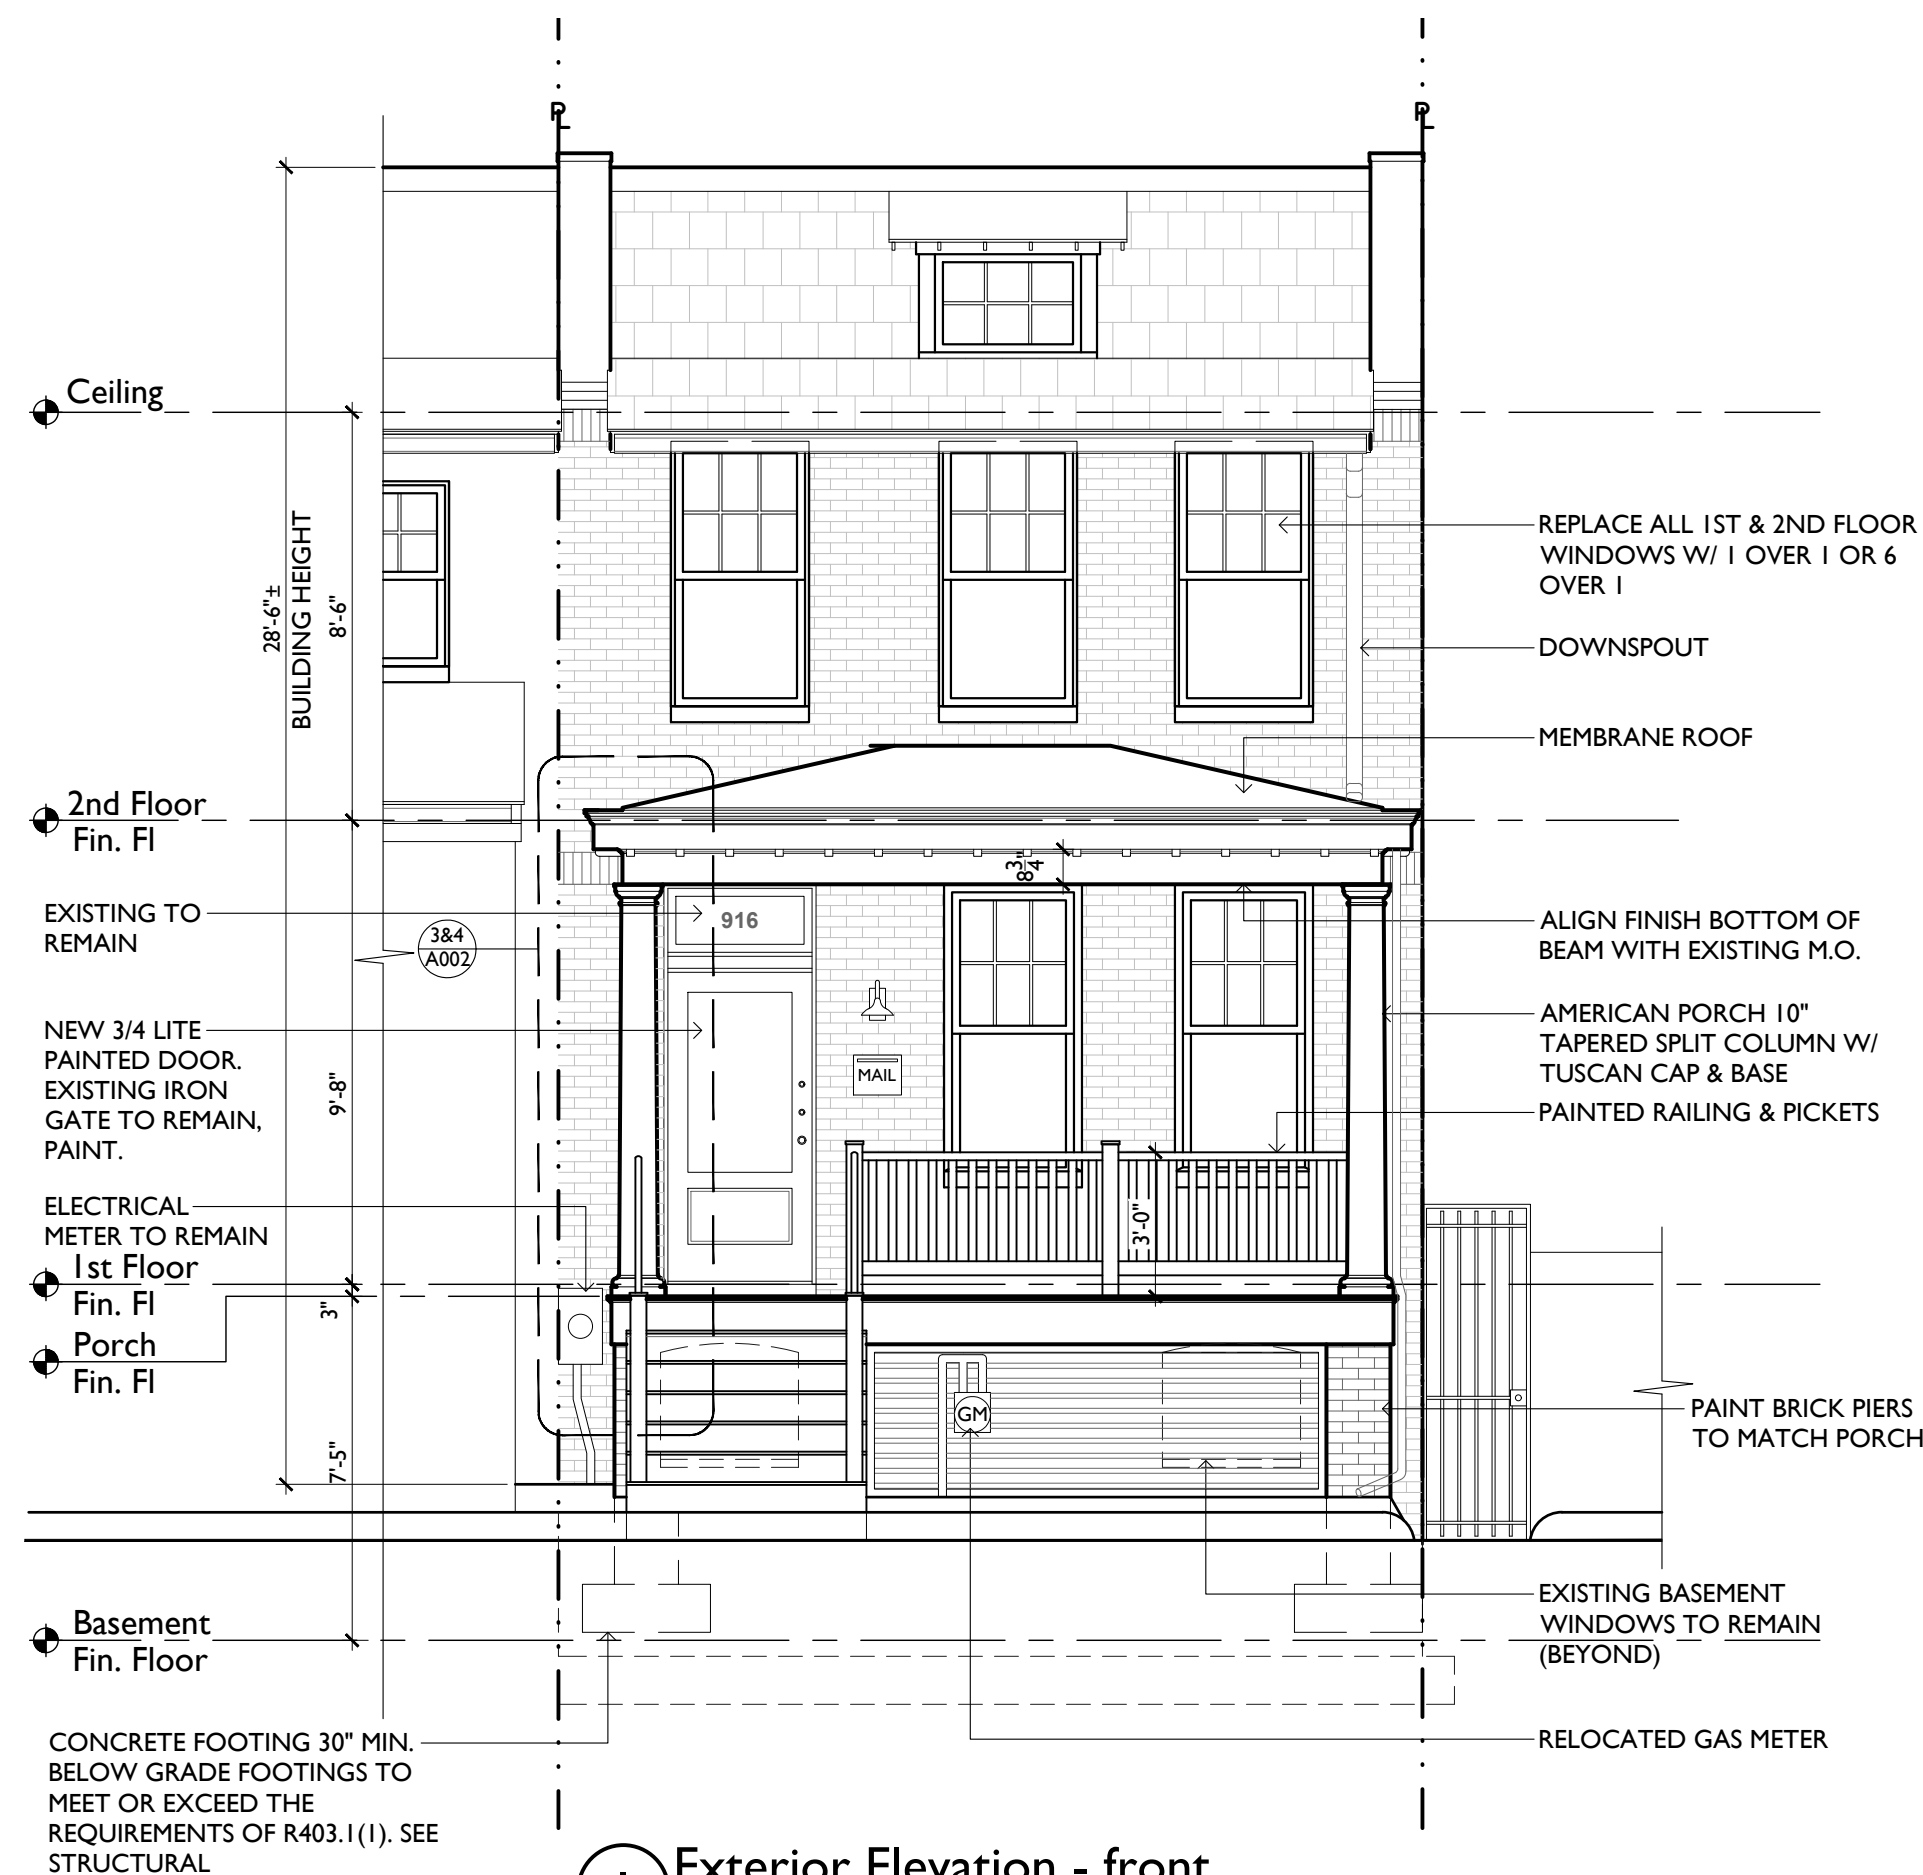 PL
PL
Ceiling
28'-6"±
BUILDING HEIGHT
8'-6"
REPLACE ALL 1ST & 2ND FLOOR
WINDOWS W/ 1 OVER 1 OR 6
OVER 1
DOWNSPOUT
MEMBRANE ROOF
2nd Floor
Fin. Fl
8 3/4"
EXISTING TO
REMAIN
3&4
A002
916
ALIGN FINISH BOTTOM OF
BEAM WITH EXISTING M.O.
NEW 3/4 LITE
PAINTED DOOR.
EXISTING IRON
GATE TO REMAIN,
PAINT.
9'-8"
MAIL
AMERICAN PORCH 10"
TAPERED SPLIT COLUMN W/
TUSCAN CAP & BASE
PAINTED RAILING & PICKETS
ELECTRICAL
METER TO REMAIN
3'-0"
1st Floor
Fin. Fl
3"
Porch
Fin. Fl
GM
PAINT BRICK PIERS
TO MATCH PORCH
7'-5"
EXISTING BASEMENT
WINDOWS TO REMAIN
(BEYOND)
Basement
Fin. Floor
CONCRETE FOOTING 30" MIN.
BELOW GRADE FOOTINGS TO
MEET OR EXCEED THE
REQUIREMENTS OF R403.1(1). SEE
STRUCTURAL
RELOCATED GAS METER
1
Exterior Elevation - front